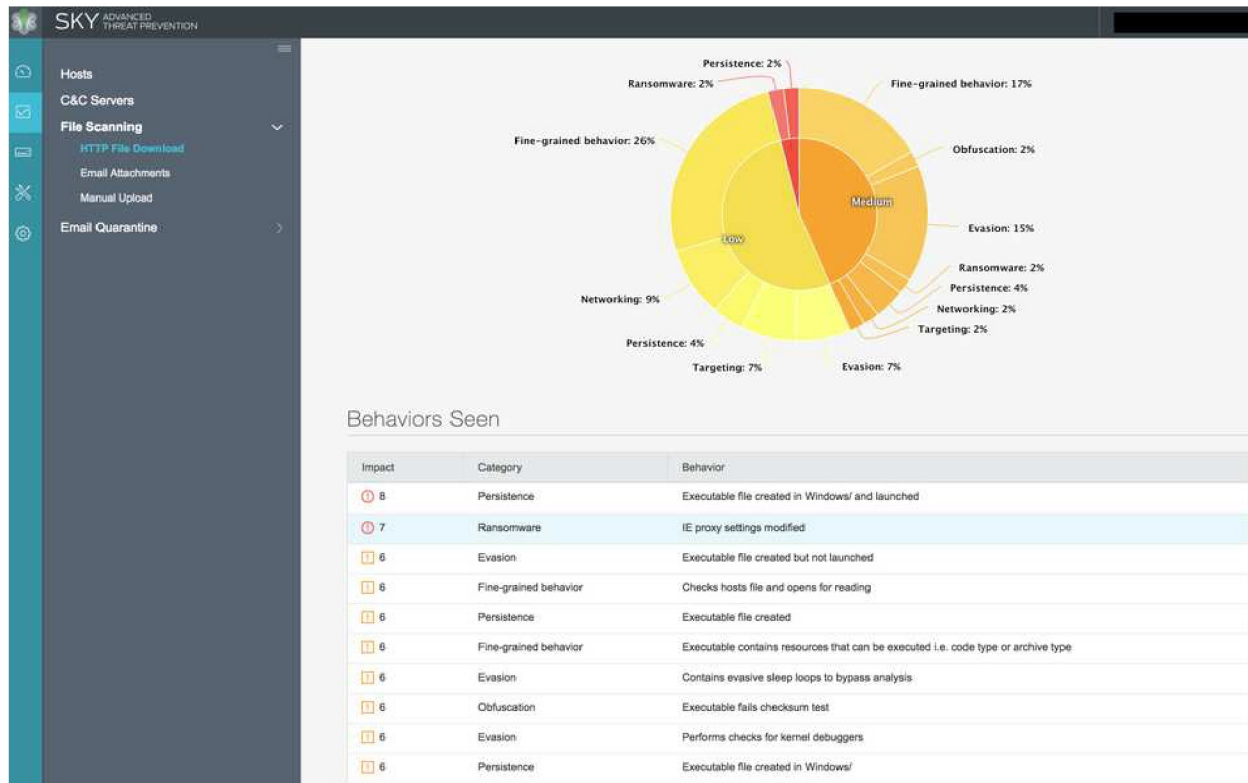 SKY ADVANCED THREAT PREVENTION
Hosts
C&C Servers
File Scanning
HTTP File Download
Email Attachments
Manual Upload
Email Quarantine
Persistence: 2%
Ransomware: 2%
Fine-grained behavior: 17%
Fine-grained behavior: 26%
Obfuscation: 2%
Medium
Evasion: 15%
Low
Ransomware: 2%
Persistence: 4%
Networking: 9%
Networking: 2%
Targeting: 2%
Persistence: 4%
Targeting: 7%
Evasion: 7%
Behaviors Seen
Impact Category Behavior
8 Persistence Executable file created in Windows/ and launched
7 Ransomware IE proxy settings modified
6 Evasion Executable file created but not launched
6 Fine-grained behavior Checks hosts file and opens for reading
6 Persistence Executable file created
6 Fine-grained behavior Executable contains resources that can be executed i.e. code type or archive type
6 Evasion Contains evasive sleep loops to bypass analysis
6 Obfuscation Executable fails checksum test
6 Evasion Performs checks for kernel debuggers
6 Persistence Executable file created in Windows/